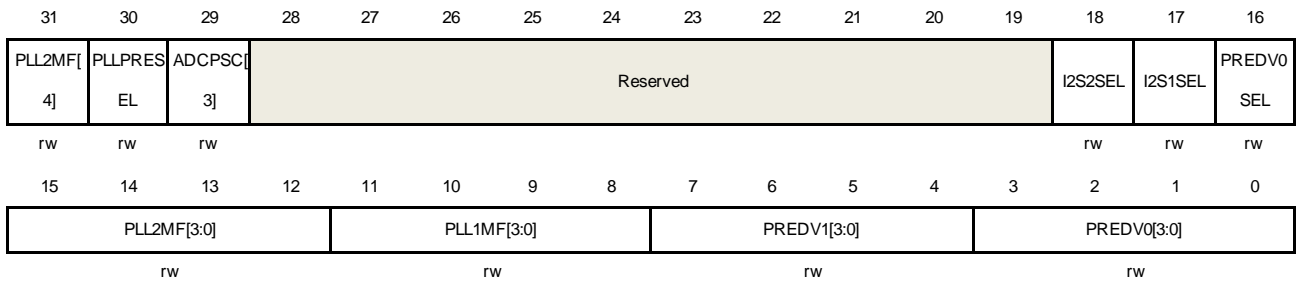 31 30 29 28 27 26 25 24 23 22 21 20 19 18 17 16
PLL2MF[ PLLPRES ADCPSC[ Reserved I2S2SEL I2S1SEL PREDV0
4] EL 3] SEL
rw rw rw rw rw rw
15 14 13 12 11 10 9 8 7 6 5 4 3 2 1 0
PLL2MF[3:0] PLL1MF[3:0] PREDV1[3:0] PREDV0[3:0]
rw rw rw rw